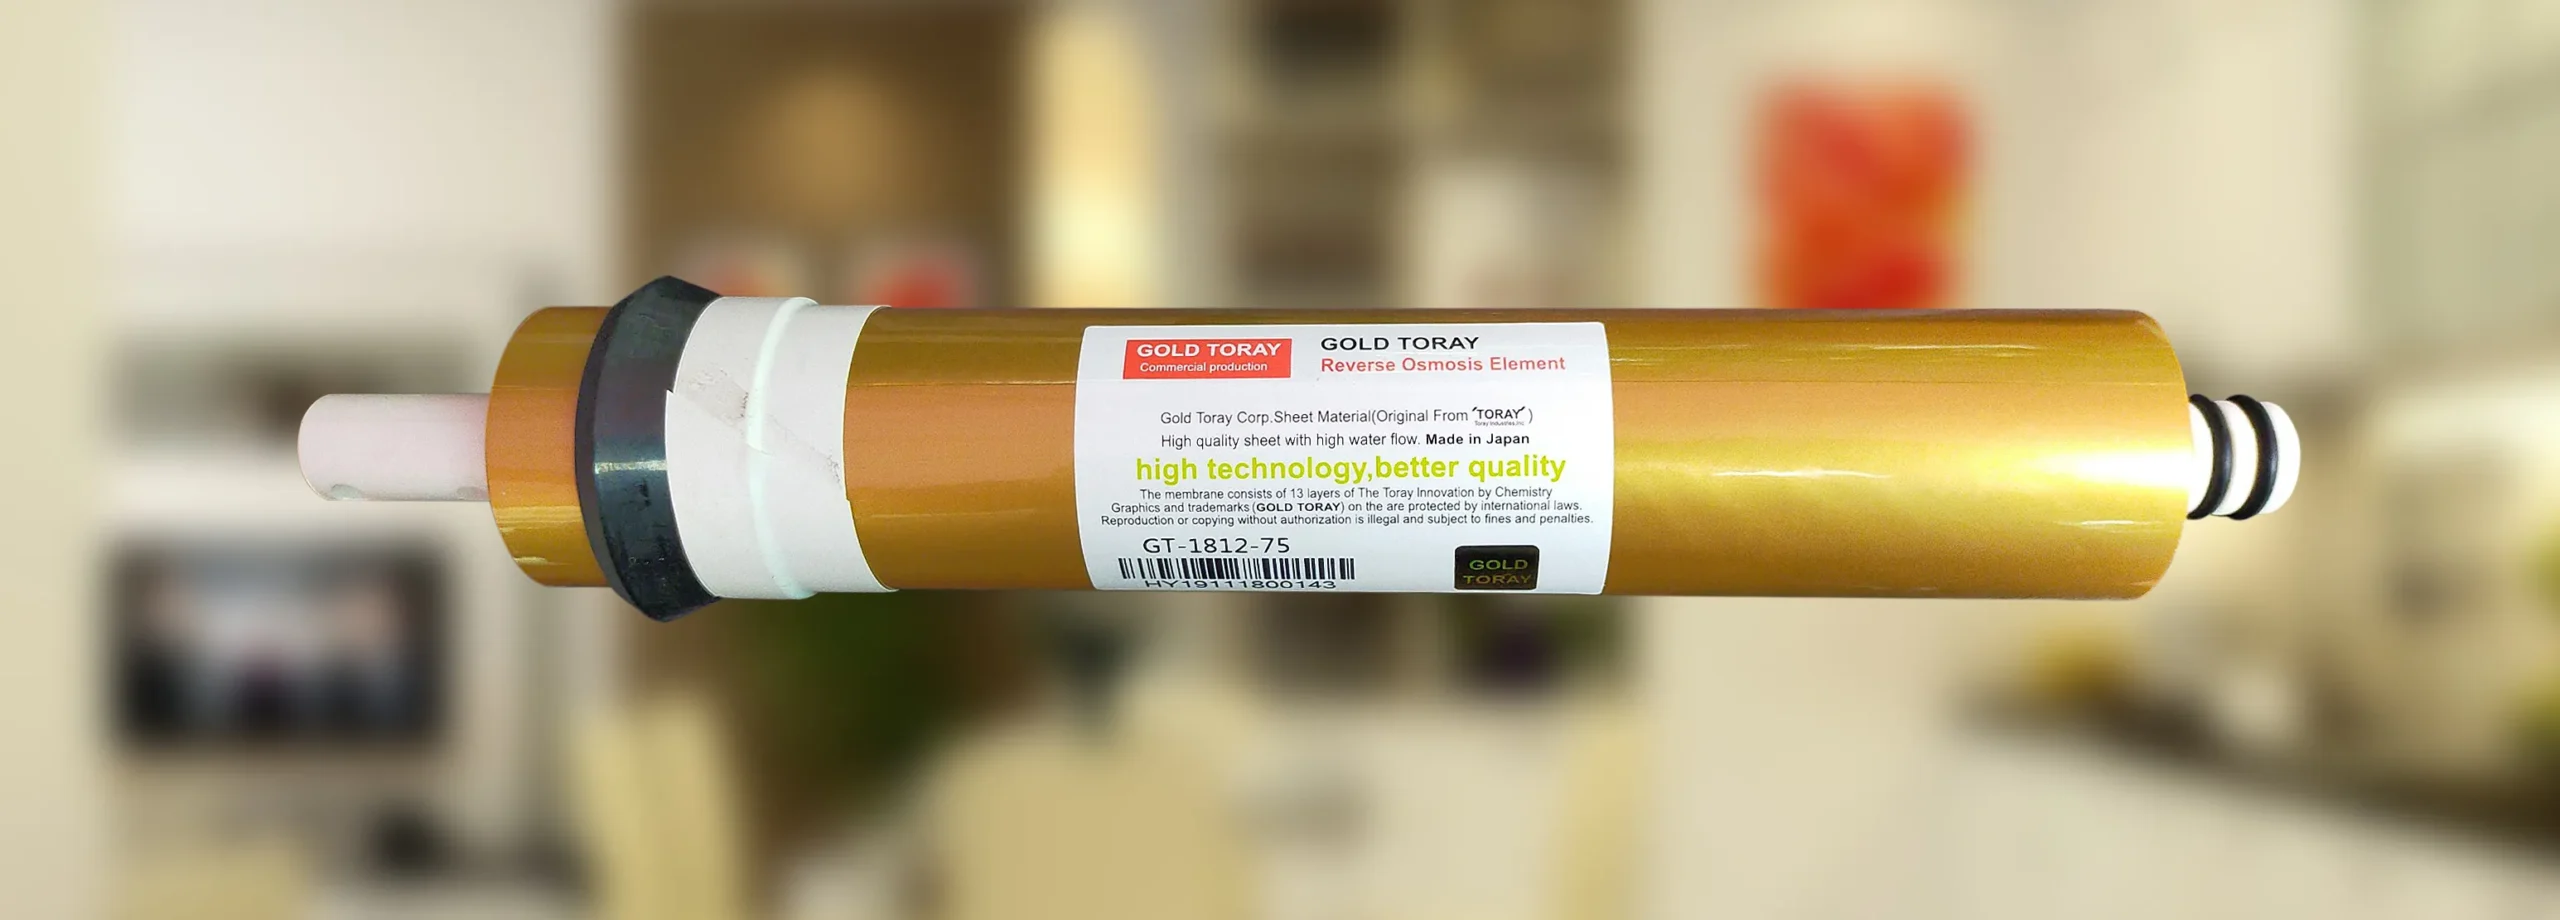 GOLD TORAY
Commercial production
GOLD TORAY
Reverse Osmosis Element
Gold Toray Corp.Sheet Material(Original From 'TORAY' )
Toray Industries,Inc
High quality sheet with high water flow. Made in Japan
high technology,better quality
The membrane consists of 13 layers of The Toray Innovation by Chemistry
Graphics and trademarks (GOLD TORAY) on the are protected by international laws.
Reproduction or copying without authorization is illegal and subject to fines and penalties.
GT-1812-75
HY19111800143
GOLD
TORAY